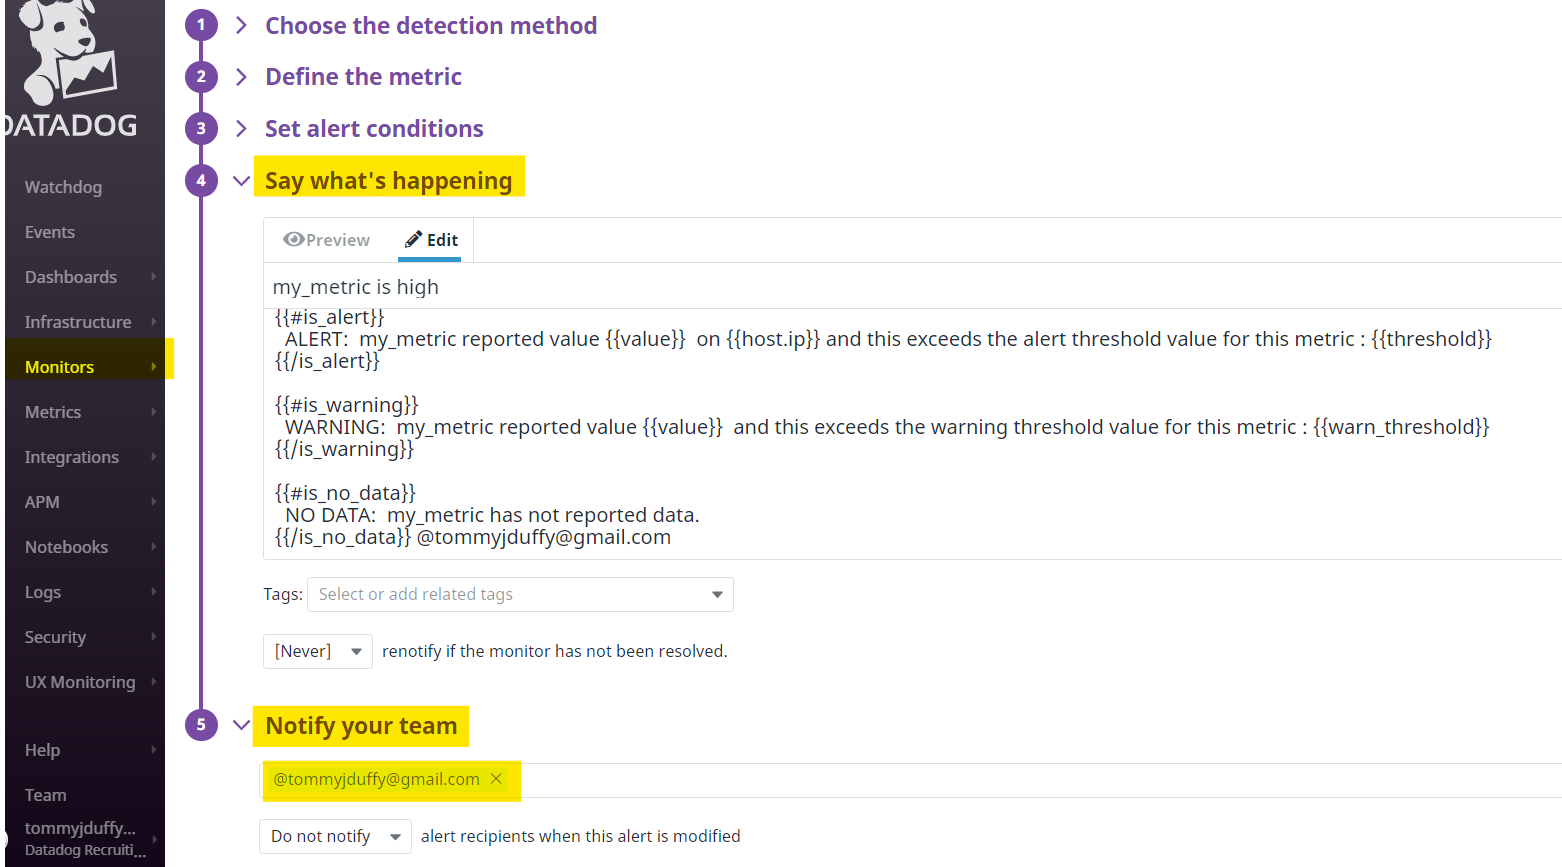 DATADOG
Watchdog
Events
Dashboards
Infrastructure
Monitors
Metrics
Integrations
APM
Notebooks
Logs
Security
UX Monitoring
Help
Team
tommyjduffy...
Datadog Recruiti...
1 Choose the detection method
2 Define the metric
3 Set alert conditions
4 Say what's happening
Preview Edit
my_metric is high
{{#is_alert}}
ALERT: my_metric reported value {{value}} on {{host.ip}} and this exceeds the alert threshold value for this metric : {{threshold}}
{{/is_alert}}
{{#is_warning}}
WARNING: my_metric reported value {{value}} and this exceeds the warning threshold value for this metric : {{warn_threshold}}
{{/is_warning}}
{{#is_no_data}}
NO DATA: my_metric has not reported data.
{{/is_no_data}} @tommyjduffy@gmail.com
Tags: Select or add related tags
[Never] renotify if the monitor has not been resolved.
5 Notify your team
@tommyjduffy@gmail.com ×
Do not notify alert recipients when this alert is modified